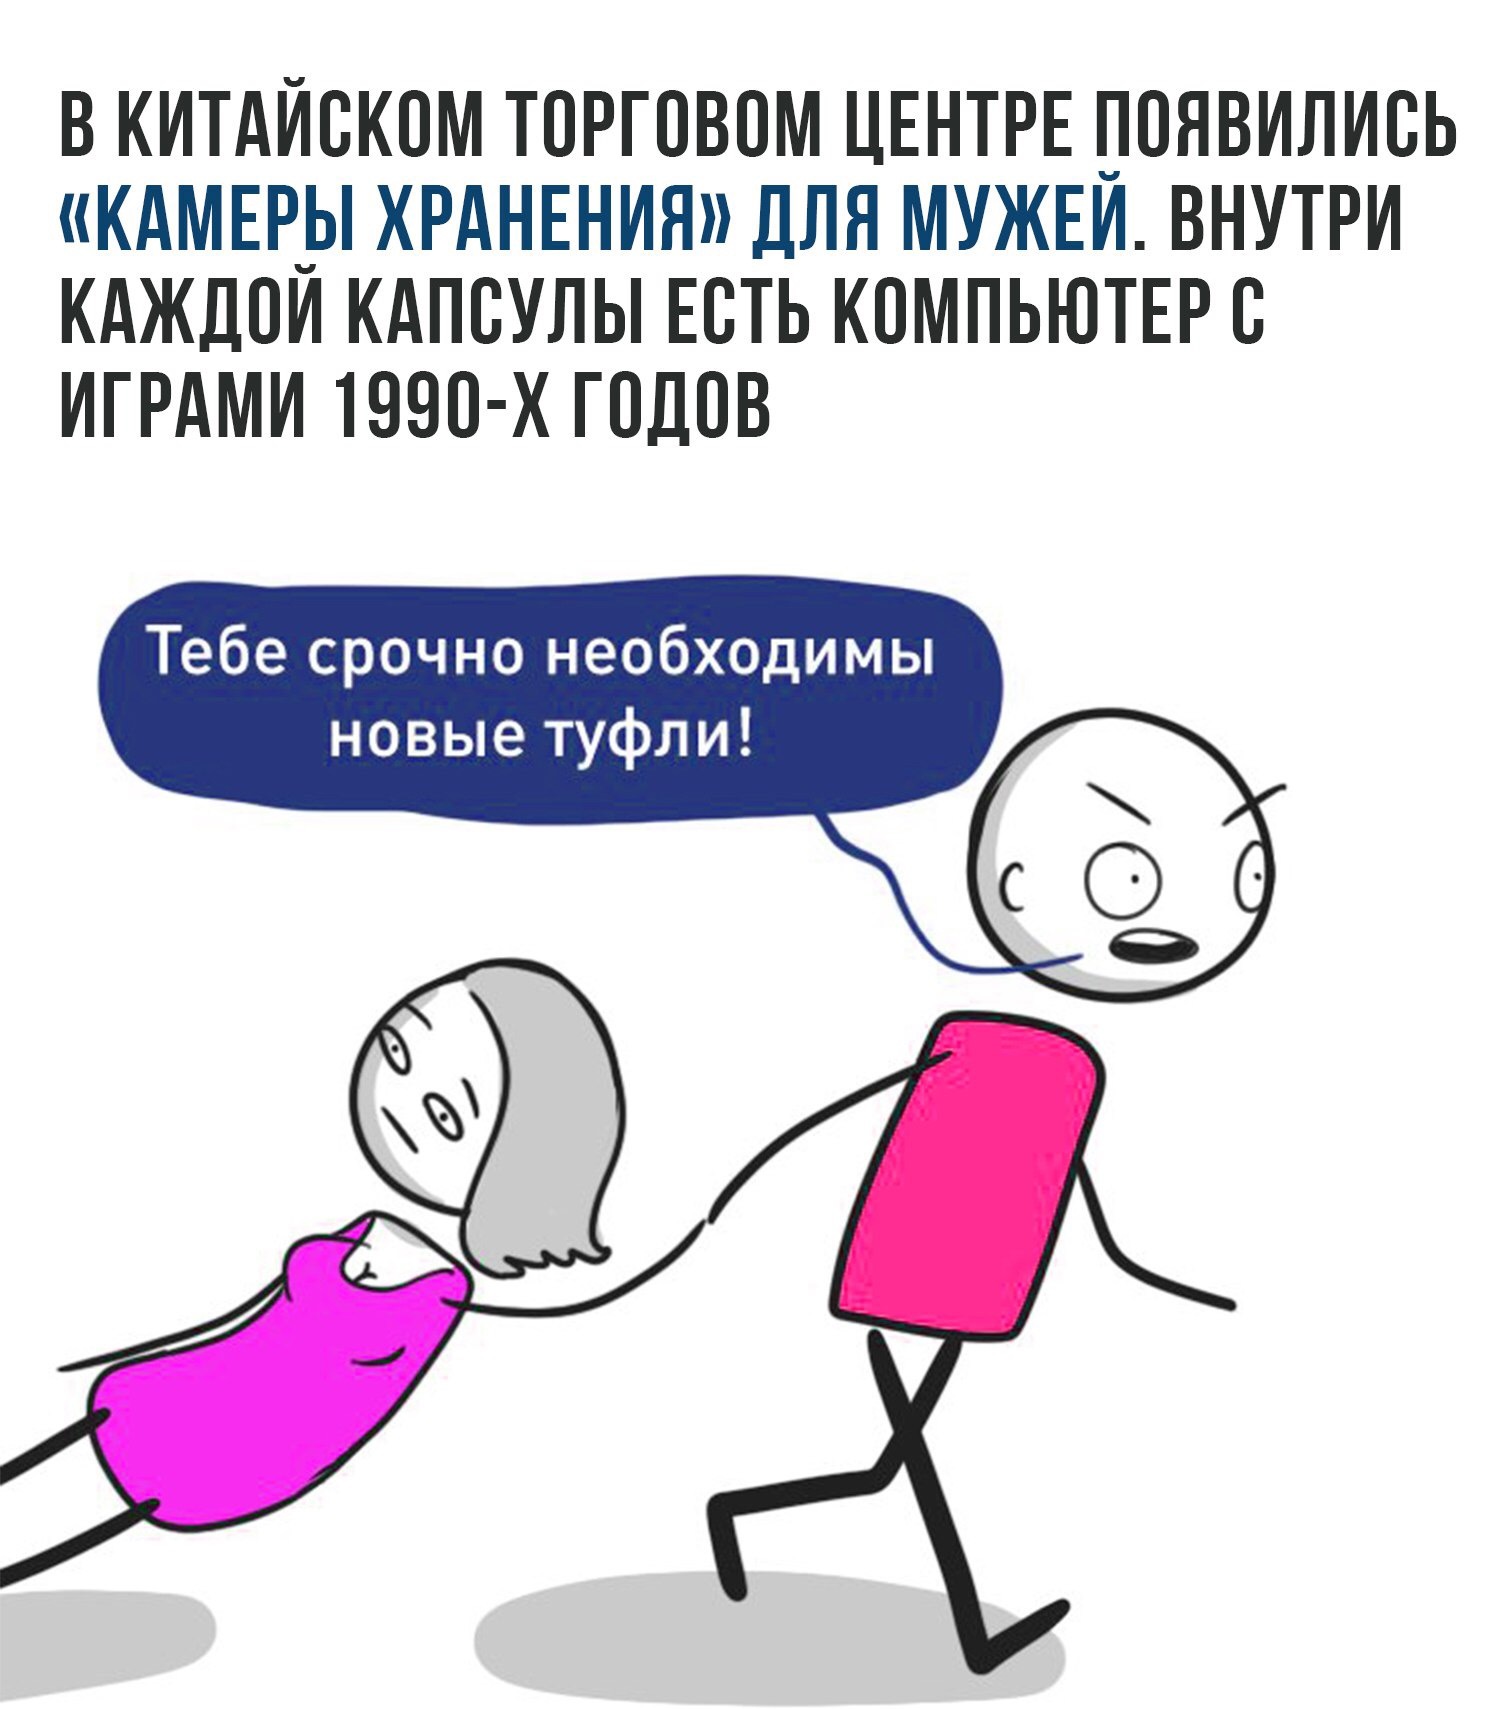 В КИТАЙСКОМ ТОРГОВОМ ЦЕНТРЕ ПОЯВИЛИСЬ
«КАМЕРЫ ХРАНЕНИЯ» ДЛЯ МУЖЕЙ. ВНУТРИ
КАЖДОЙ КАПСУЛЫ ЕСТЬ КОМПЬЮТЕР С
ИГРАМИ 1990-Х ГОДОВ
Тебе срочно необходимы
новые туфли!